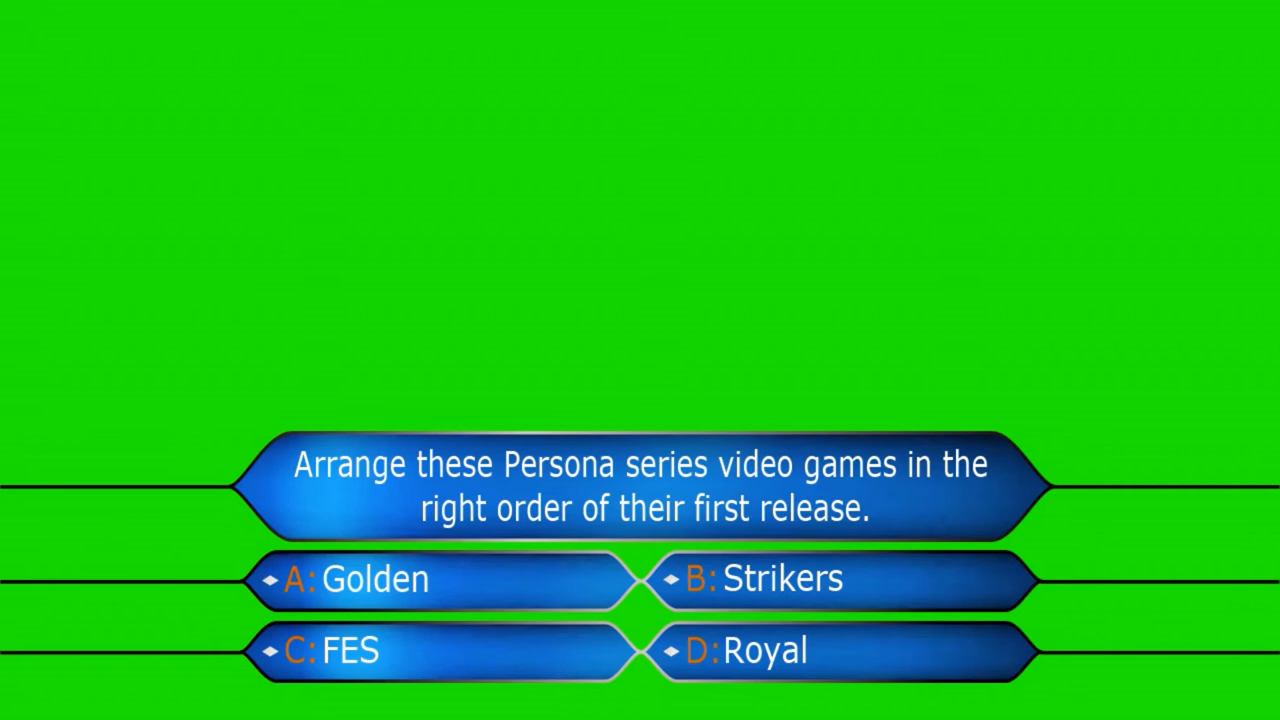 Arrange these Persona series video games in the
right order of their first release.
A: Golden
B: Strikers
C: FES
D: Royal